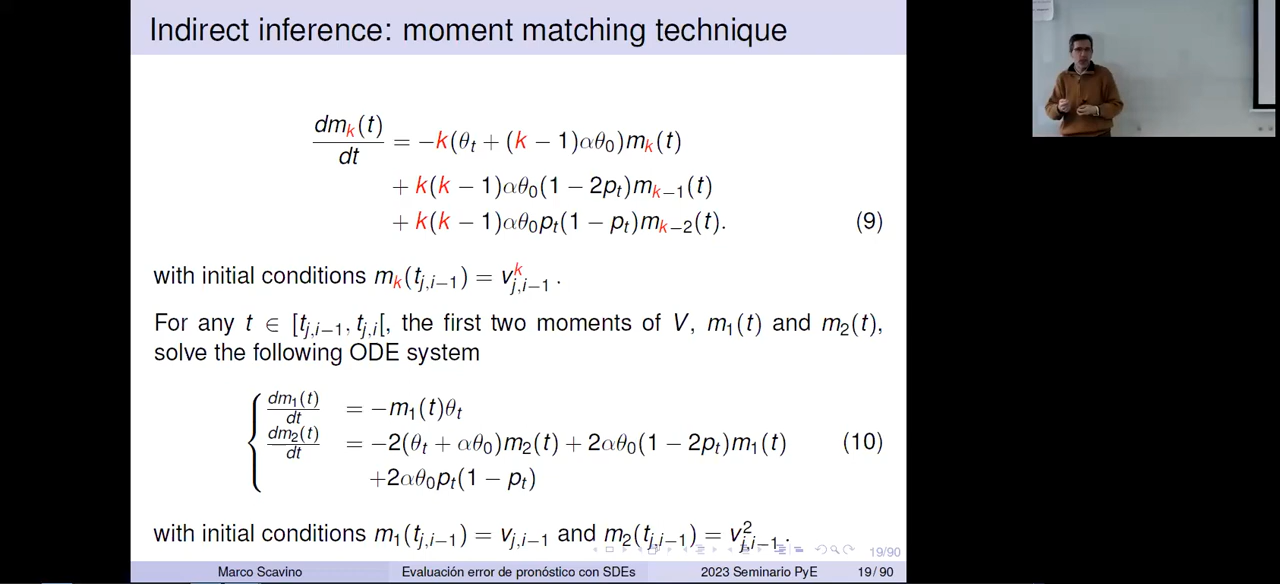 Indirect inference: moment matching technique
dm_k(t)/dt = −k(θ_t + (k − 1)αθ_0)m_k(t)
+ k(k − 1)αθ_0(1 − 2p_t)m_{k−1}(t)
+ k(k − 1)αθ_0p_t(1 − p_t)m_{k−2}(t). (9)
with initial conditions m_k(t_{j,i−1}) = v^k_{j,i−1}.
For any t ∈ [t_{j,i−1}, t_{j,i}[, the first two moments of V, m_1(t) and m_2(t),
solve the following ODE system
dm_1(t)/dt = −m_1(t)θ_t
dm_2(t)/dt = −2(θ_t + αθ_0)m_2(t) + 2αθ_0(1 − 2p_t)m_1(t) (10)
+2αθ_0p_t(1 − p_t)
with initial conditions m_1(t_{j,i−1}) = v_{j,i−1} and m_2(t_{j,i−1}) = v^2_{j,i−1}.
19/90
Marco Scavino Evaluación error de pronóstico con SDEs 2023 Seminario PyE 19 / 90